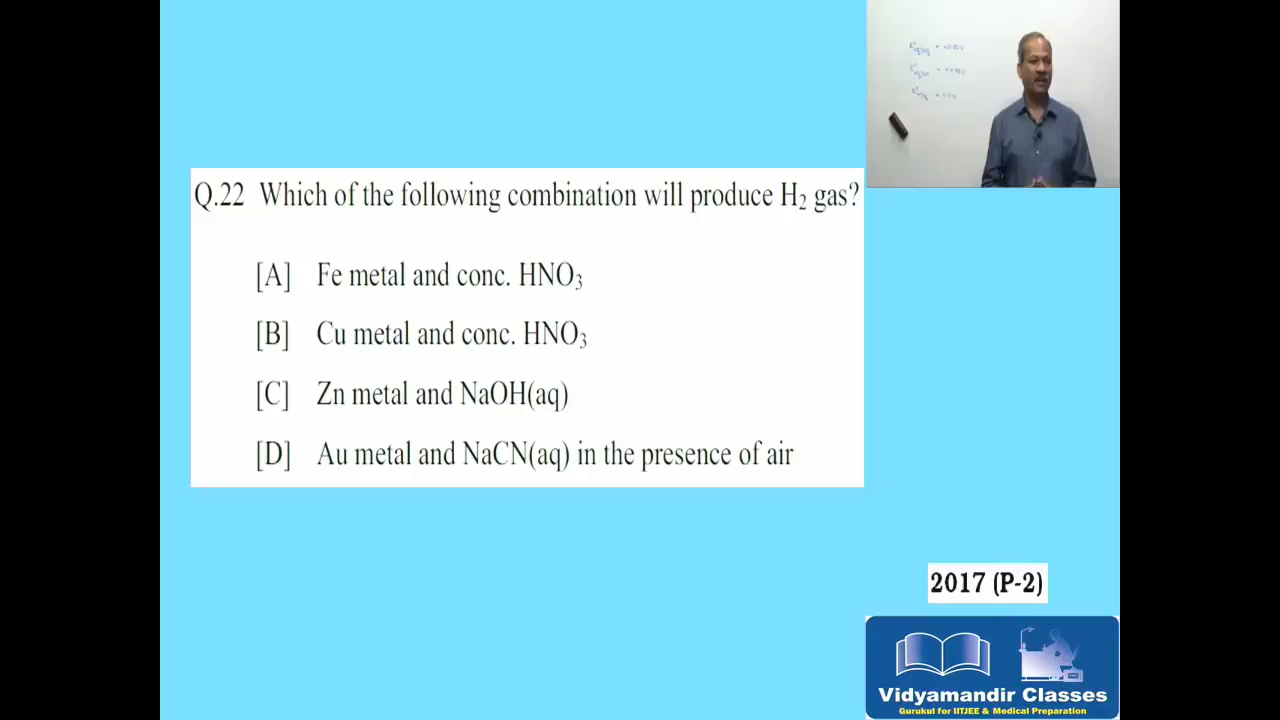 Q.22 Which of the following combination will produce H₂ gas?
[A] Fe metal and conc. HNO₃
[B] Cu metal and conc. HNO₃
[C] Zn metal and NaOH(aq)
[D] Au metal and NaCN(aq) in the presence of air
2017 (P-2)
Vidyamandir Classes
Gurukul for IITJEE & Medical Preparation